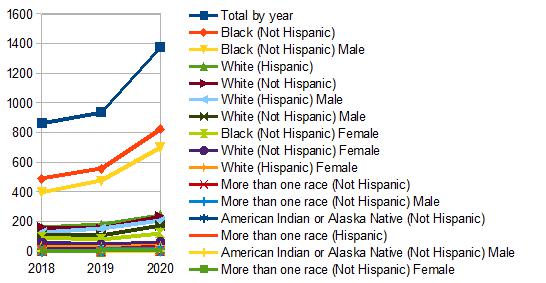 1600
1400
1200
1000
800
600
400
200
0
2018 2019 2020
Total by year
Black (Not Hispanic)
Black (Not Hispanic) Male
White (Hispanic)
White (Not Hispanic)
White (Hispanic) Male
White (Not Hispanic) Male
Black (Not Hispanic) Female
White (Not Hispanic) Female
White (Hispanic) Female
More than one race (Not Hispanic)
More than one race (Not Hispanic) Male
American Indian or Alaska Native (Not Hispanic)
More than one race (Hispanic)
American Indian or Alaska Native (Not Hispanic) Male
More than one race (Not Hispanic) Female